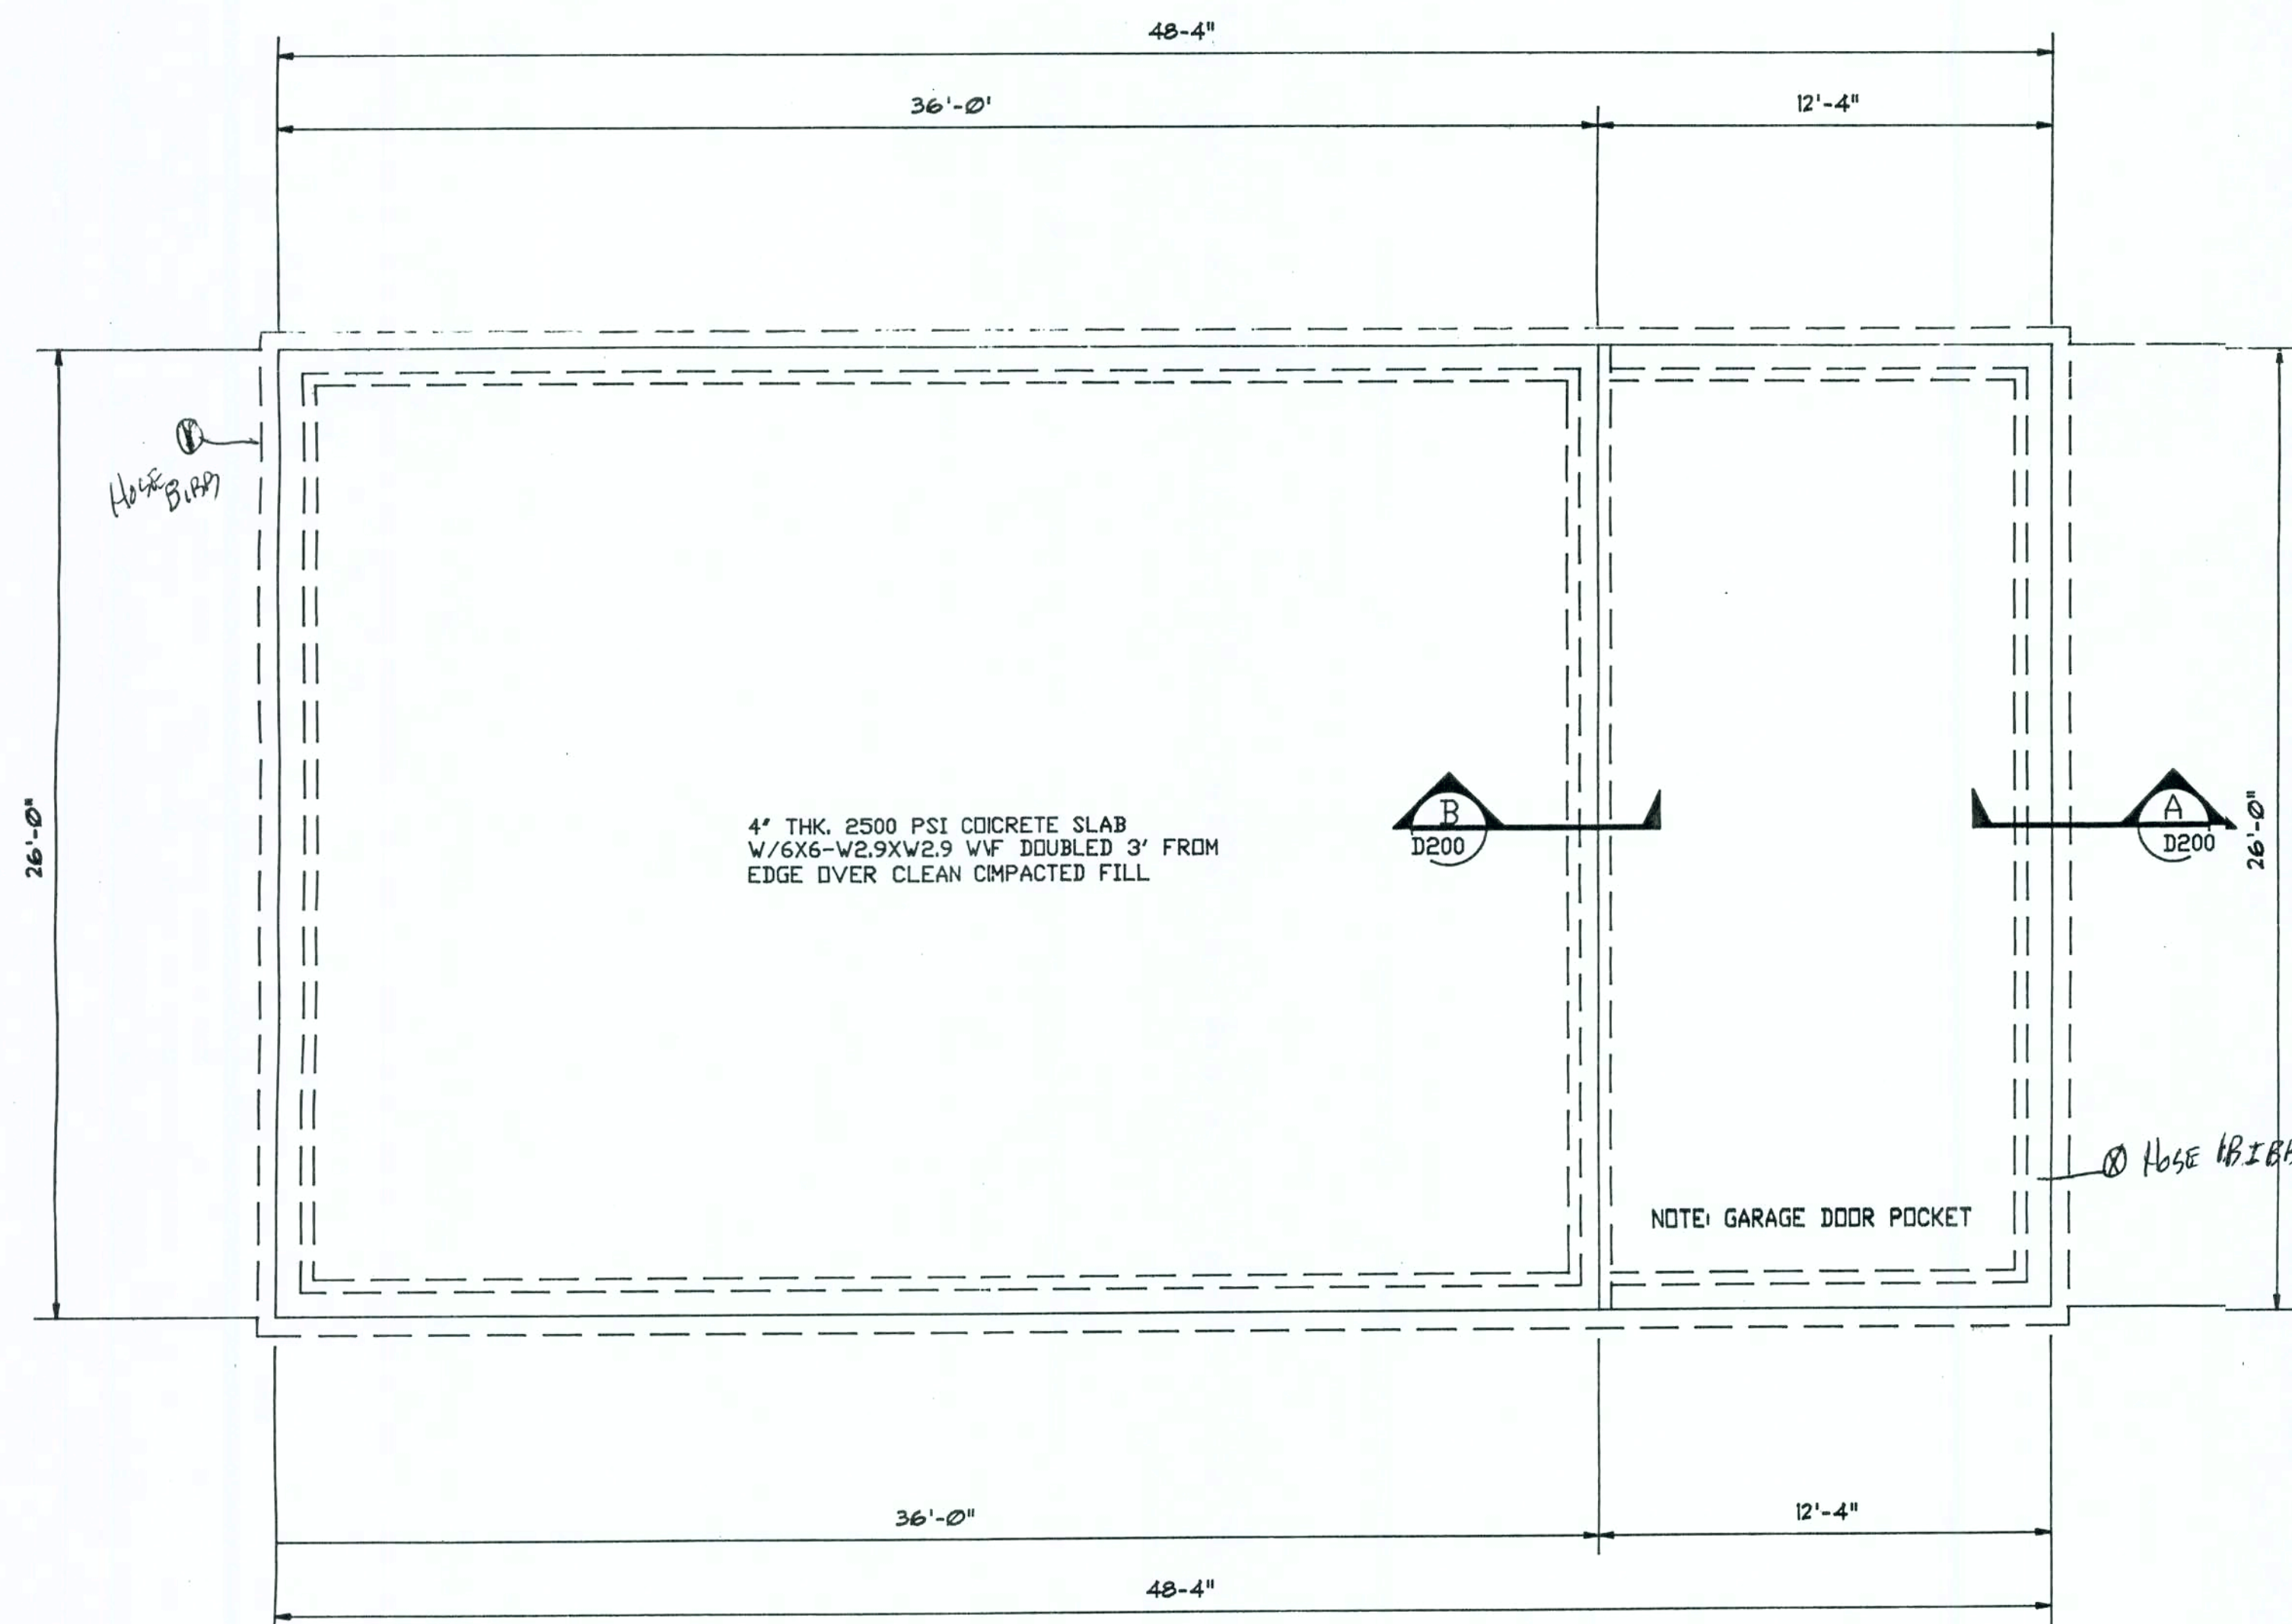 48-4"
36'-0'
12'-4"
HOSE BIBB
26'-0"
4" THK. 2500 PSI COICRETE SLAB
W/6X6-W2.9XW2.9 W\F DOUBLED 3' FROM
EDGE OVER CLEAN CIMPACTED FILL
B
D200
A
D200
26'-0"
HOSE BIBB
NOTE: GARAGE DOOR POCKET
36'-0"
12'-4"
48-4"